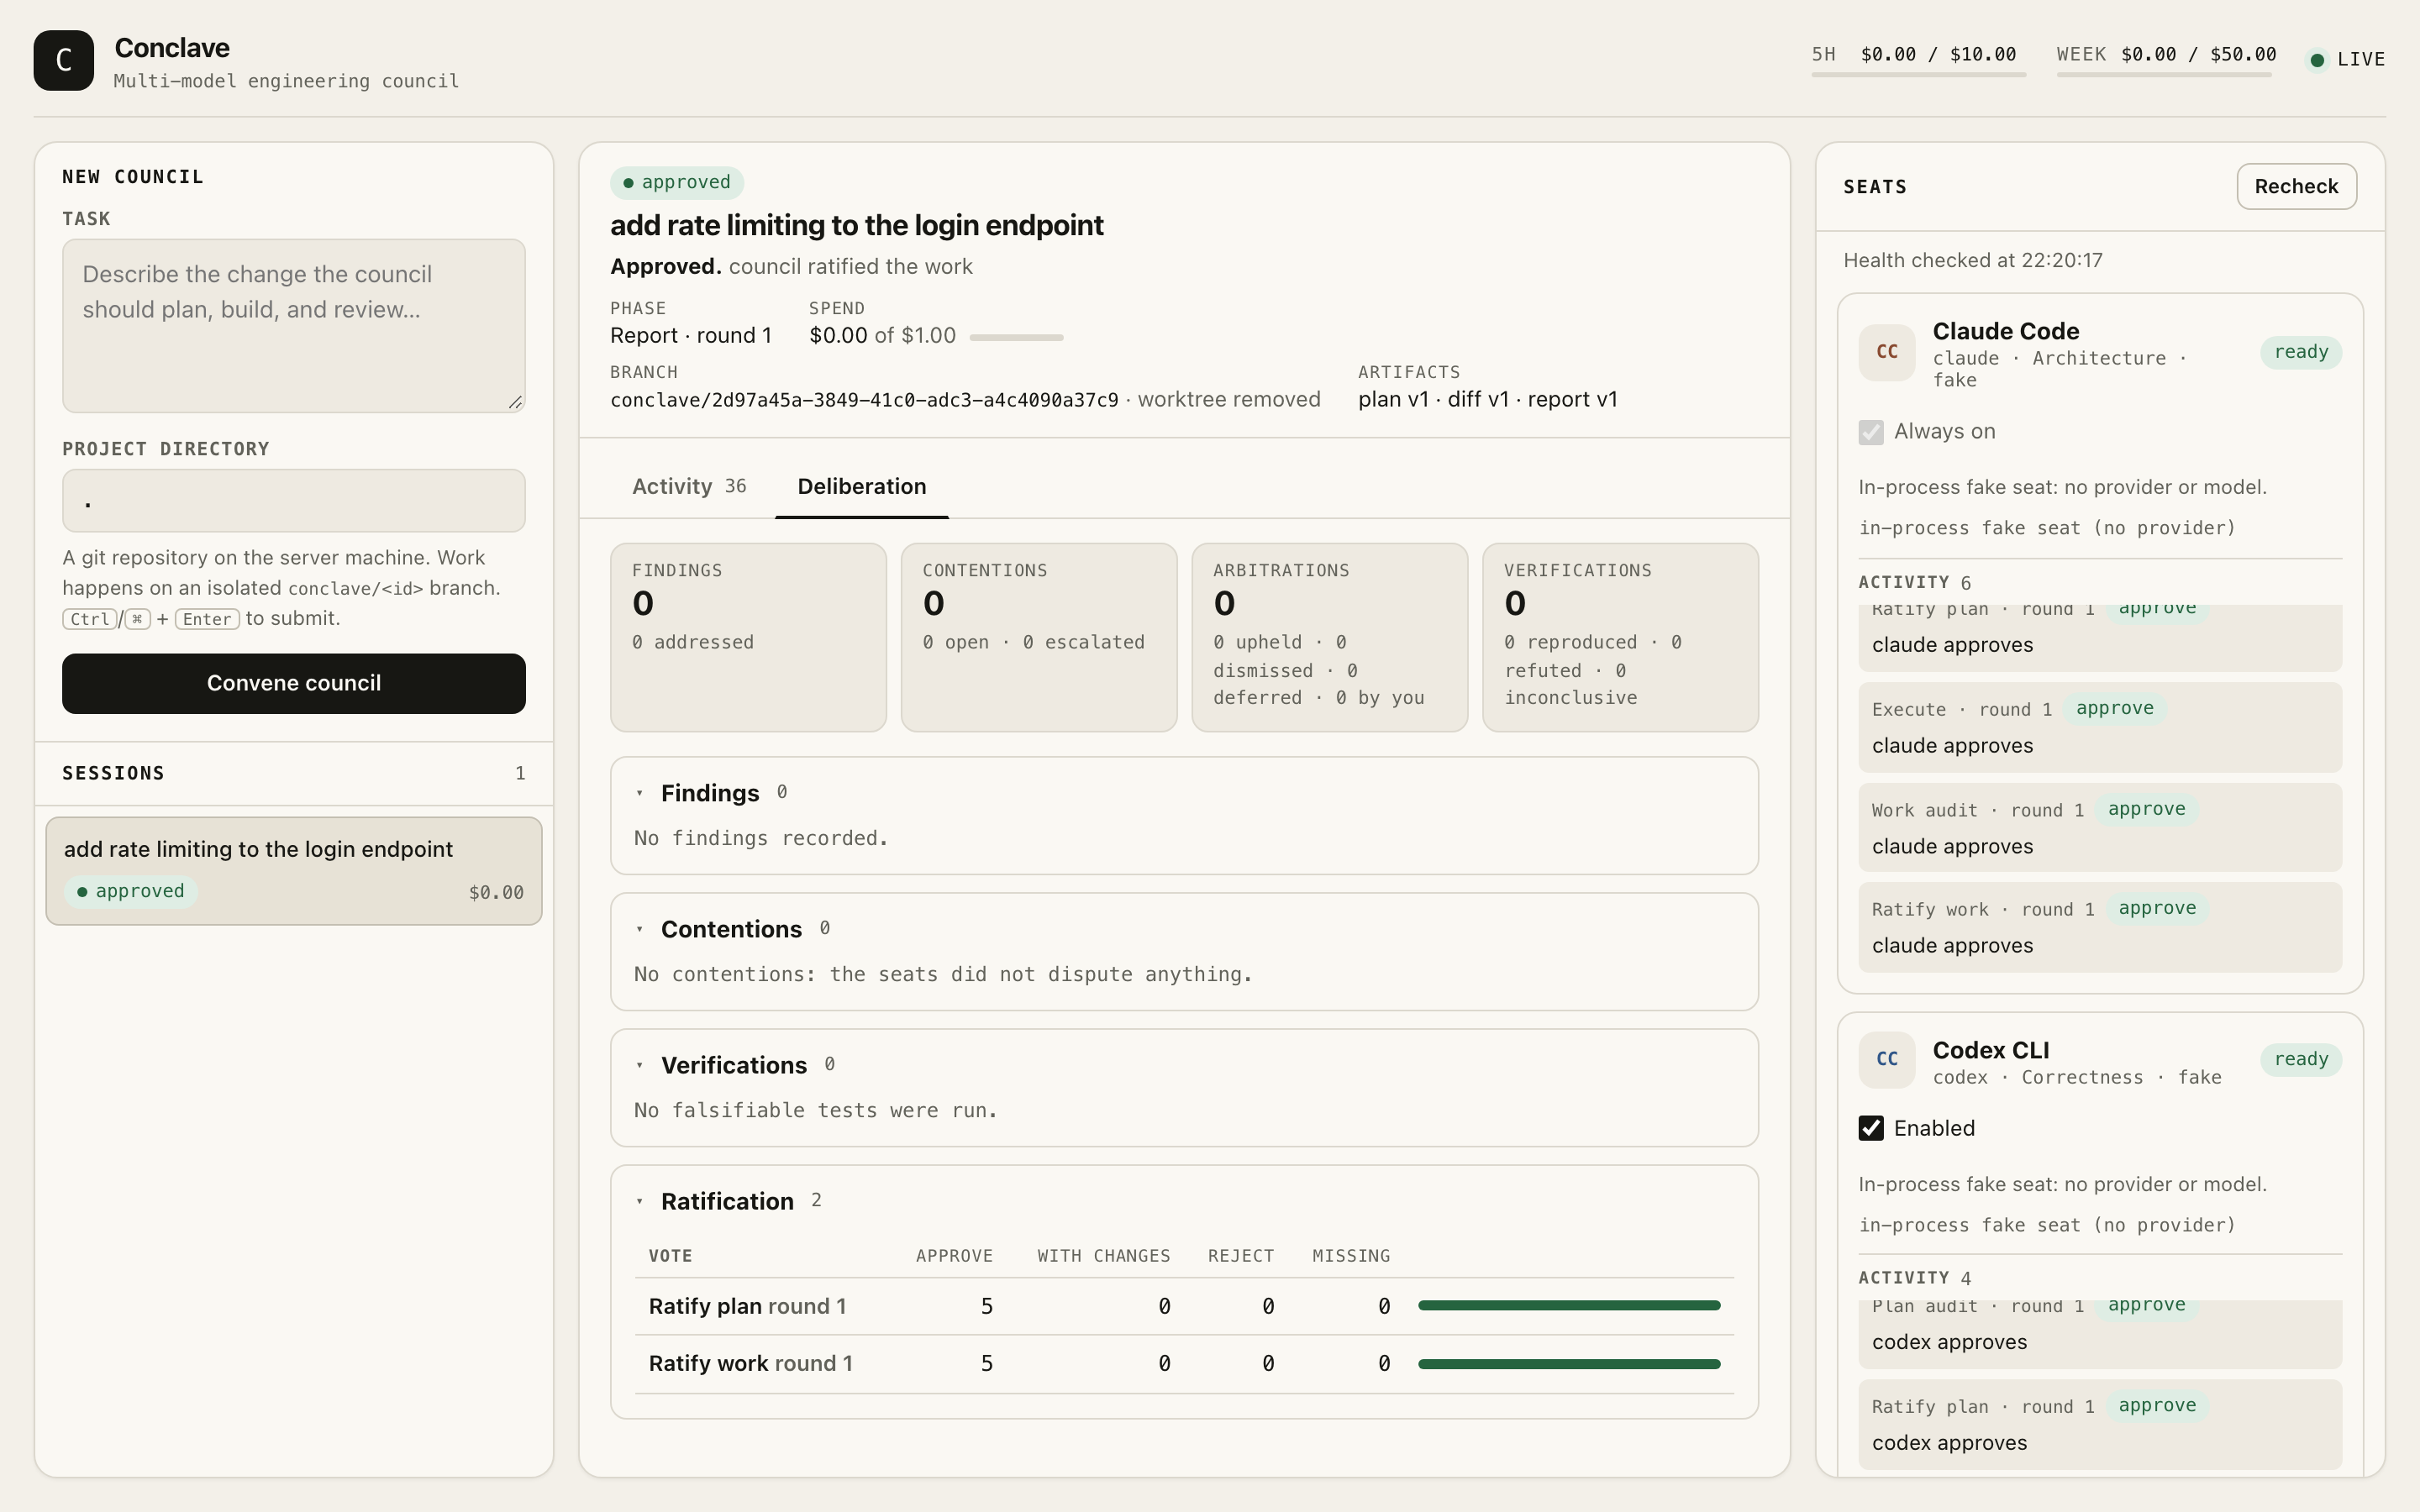 C
Conclave
Multi-model engineering council
5H $0.00 / $10.00
WEEK $0.00 / $50.00
LIVE
NEW COUNCIL
TASK
Describe the change the council
should plan, build, and review...
PROJECT DIRECTORY
.
A git repository on the server machine. Work
happens on an isolated conclave/<id> branch.
Ctrl/⌘ + Enter to submit.
Convene council
SESSIONS 1
add rate limiting to the login endpoint
approved $0.00
approved
add rate limiting to the login endpoint
Approved. council ratified the work
PHASE SPEND
Report · round 1 $0.00 of $1.00
BRANCH ARTIFACTS
conclave/2d97a45a-3849-41c0-adc3-a4c4090a37c9 · worktree removed plan v1 · diff v1 · report v1
Activity 36 Deliberation
FINDINGS
0
0 addressed
CONTENTIONS
0
0 open · 0 escalated
ARBITRATIONS
0
0 upheld · 0
dismissed · 0
deferred · 0 by you
VERIFICATIONS
0
0 reproduced · 0
refuted · 0
inconclusive
Findings 0
No findings recorded.
Contentions 0
No contentions: the seats did not dispute anything.
Verifications 0
No falsifiable tests were run.
Ratification 2
VOTE APPROVE WITH CHANGES REJECT MISSING
Ratify plan round 1 5 0 0 0
Ratify work round 1 5 0 0 0
SEATS Recheck
Health checked at 22:20:17
CC
Claude Code
claude · Architecture ·
fake
ready
Always on
In-process fake seat: no provider or model.
in-process fake seat (no provider)
ACTIVITY 6
Ratify plan · round 1 approve
claude approves
Execute · round 1 approve
claude approves
Work audit · round 1 approve
claude approves
Ratify work · round 1 approve
claude approves
CC
Codex CLI
codex · Correctness · fake
ready
Enabled
In-process fake seat: no provider or model.
in-process fake seat (no provider)
ACTIVITY 4
Plan audit · round 1 approve
codex approves
Ratify plan · round 1 approve
codex approves